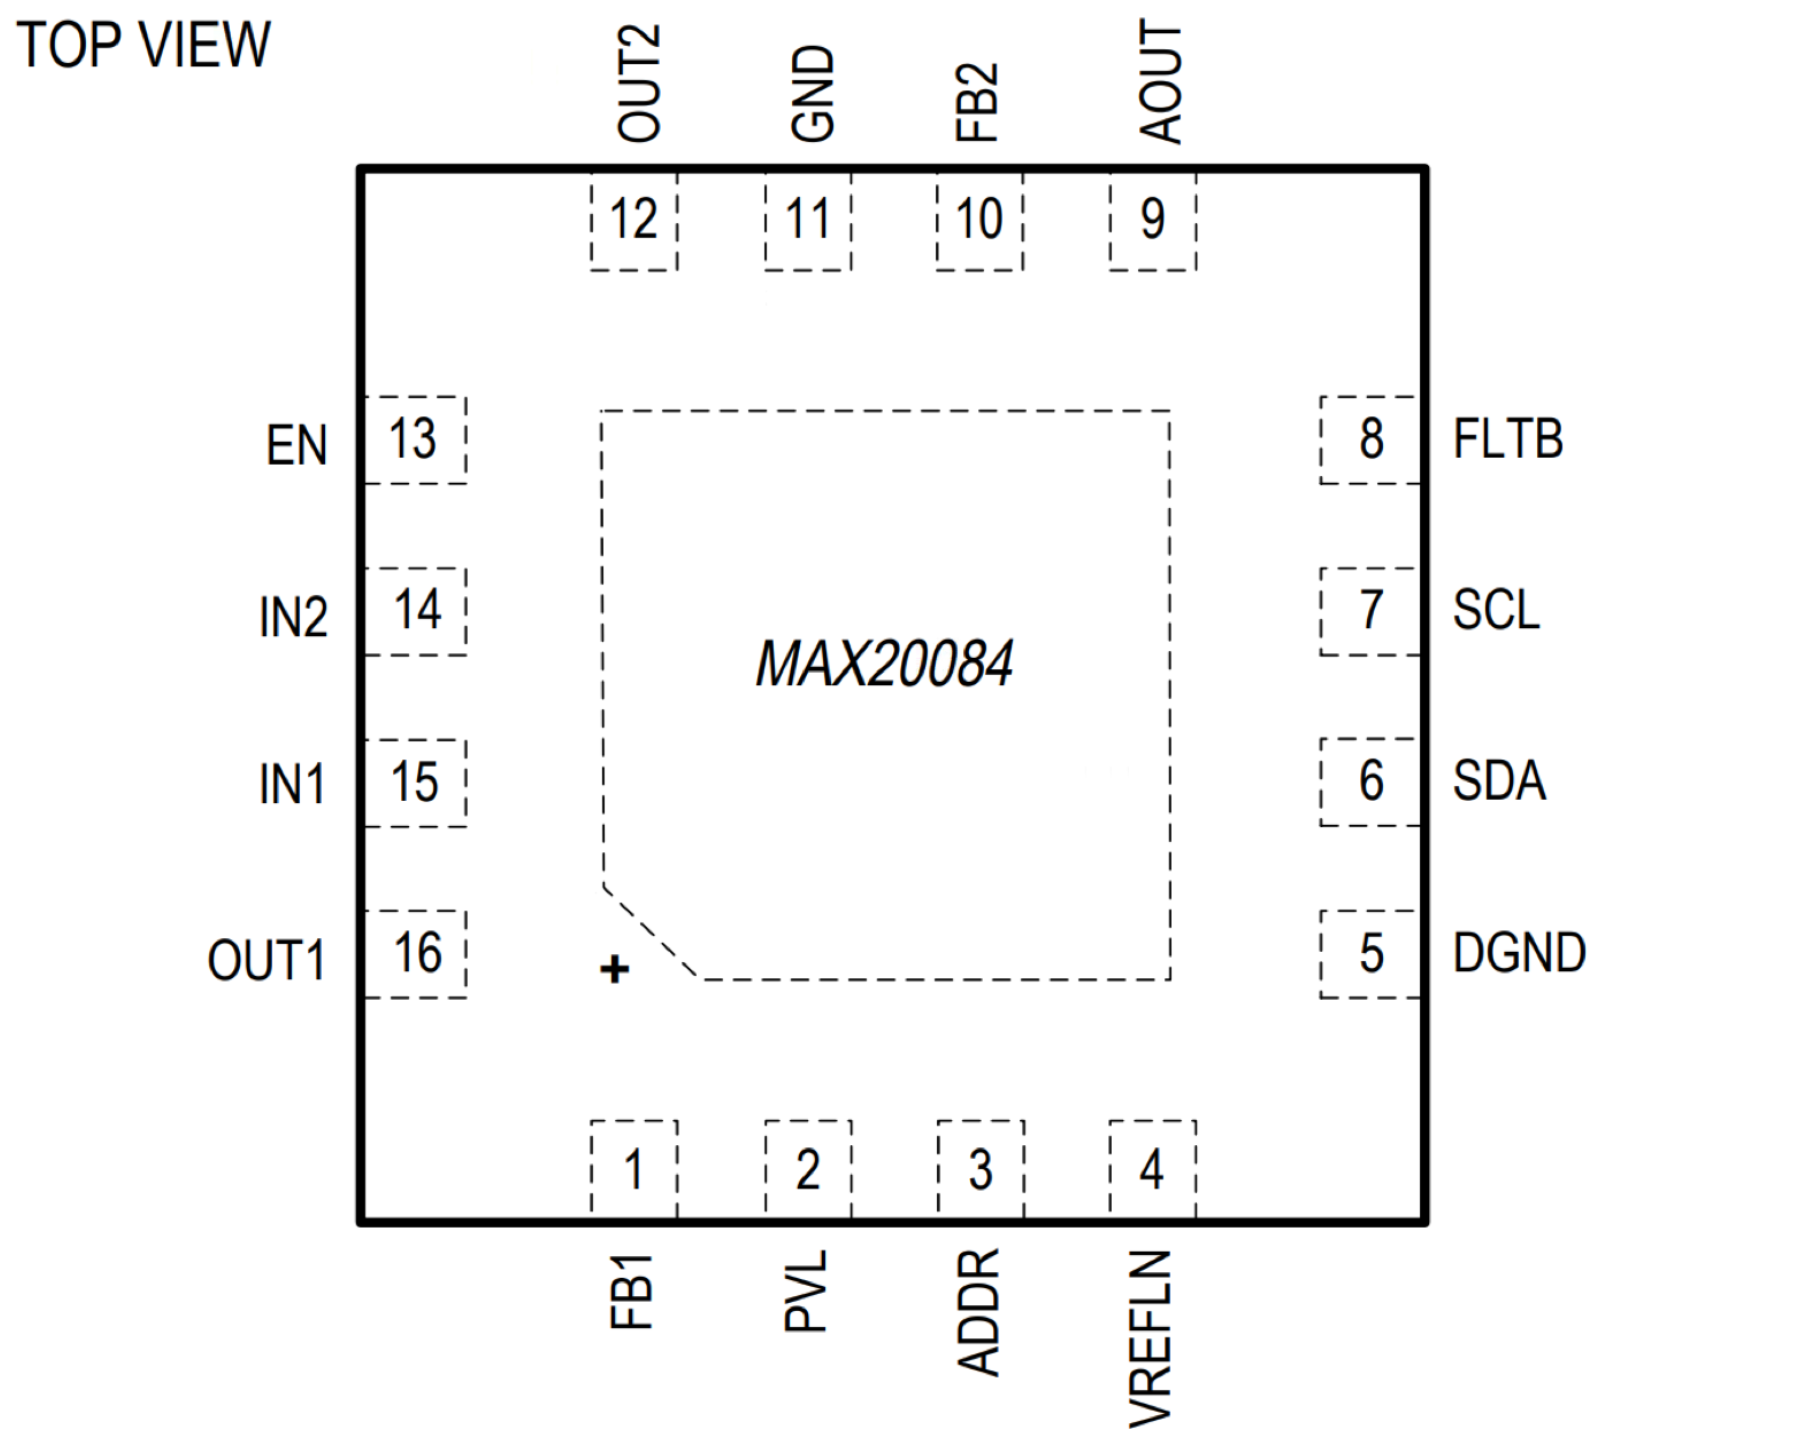 TOP VIEW
OUT2
GND
FB2
AOUT
12
11
10
9
EN
13
8
FLTB
IN2
14
7
SCL
MAX20084
IN1
15
6
SDA
OUT1
16
5
DGND
+
1
2
3
4
FB1
PVL
ADDR
VREFLN